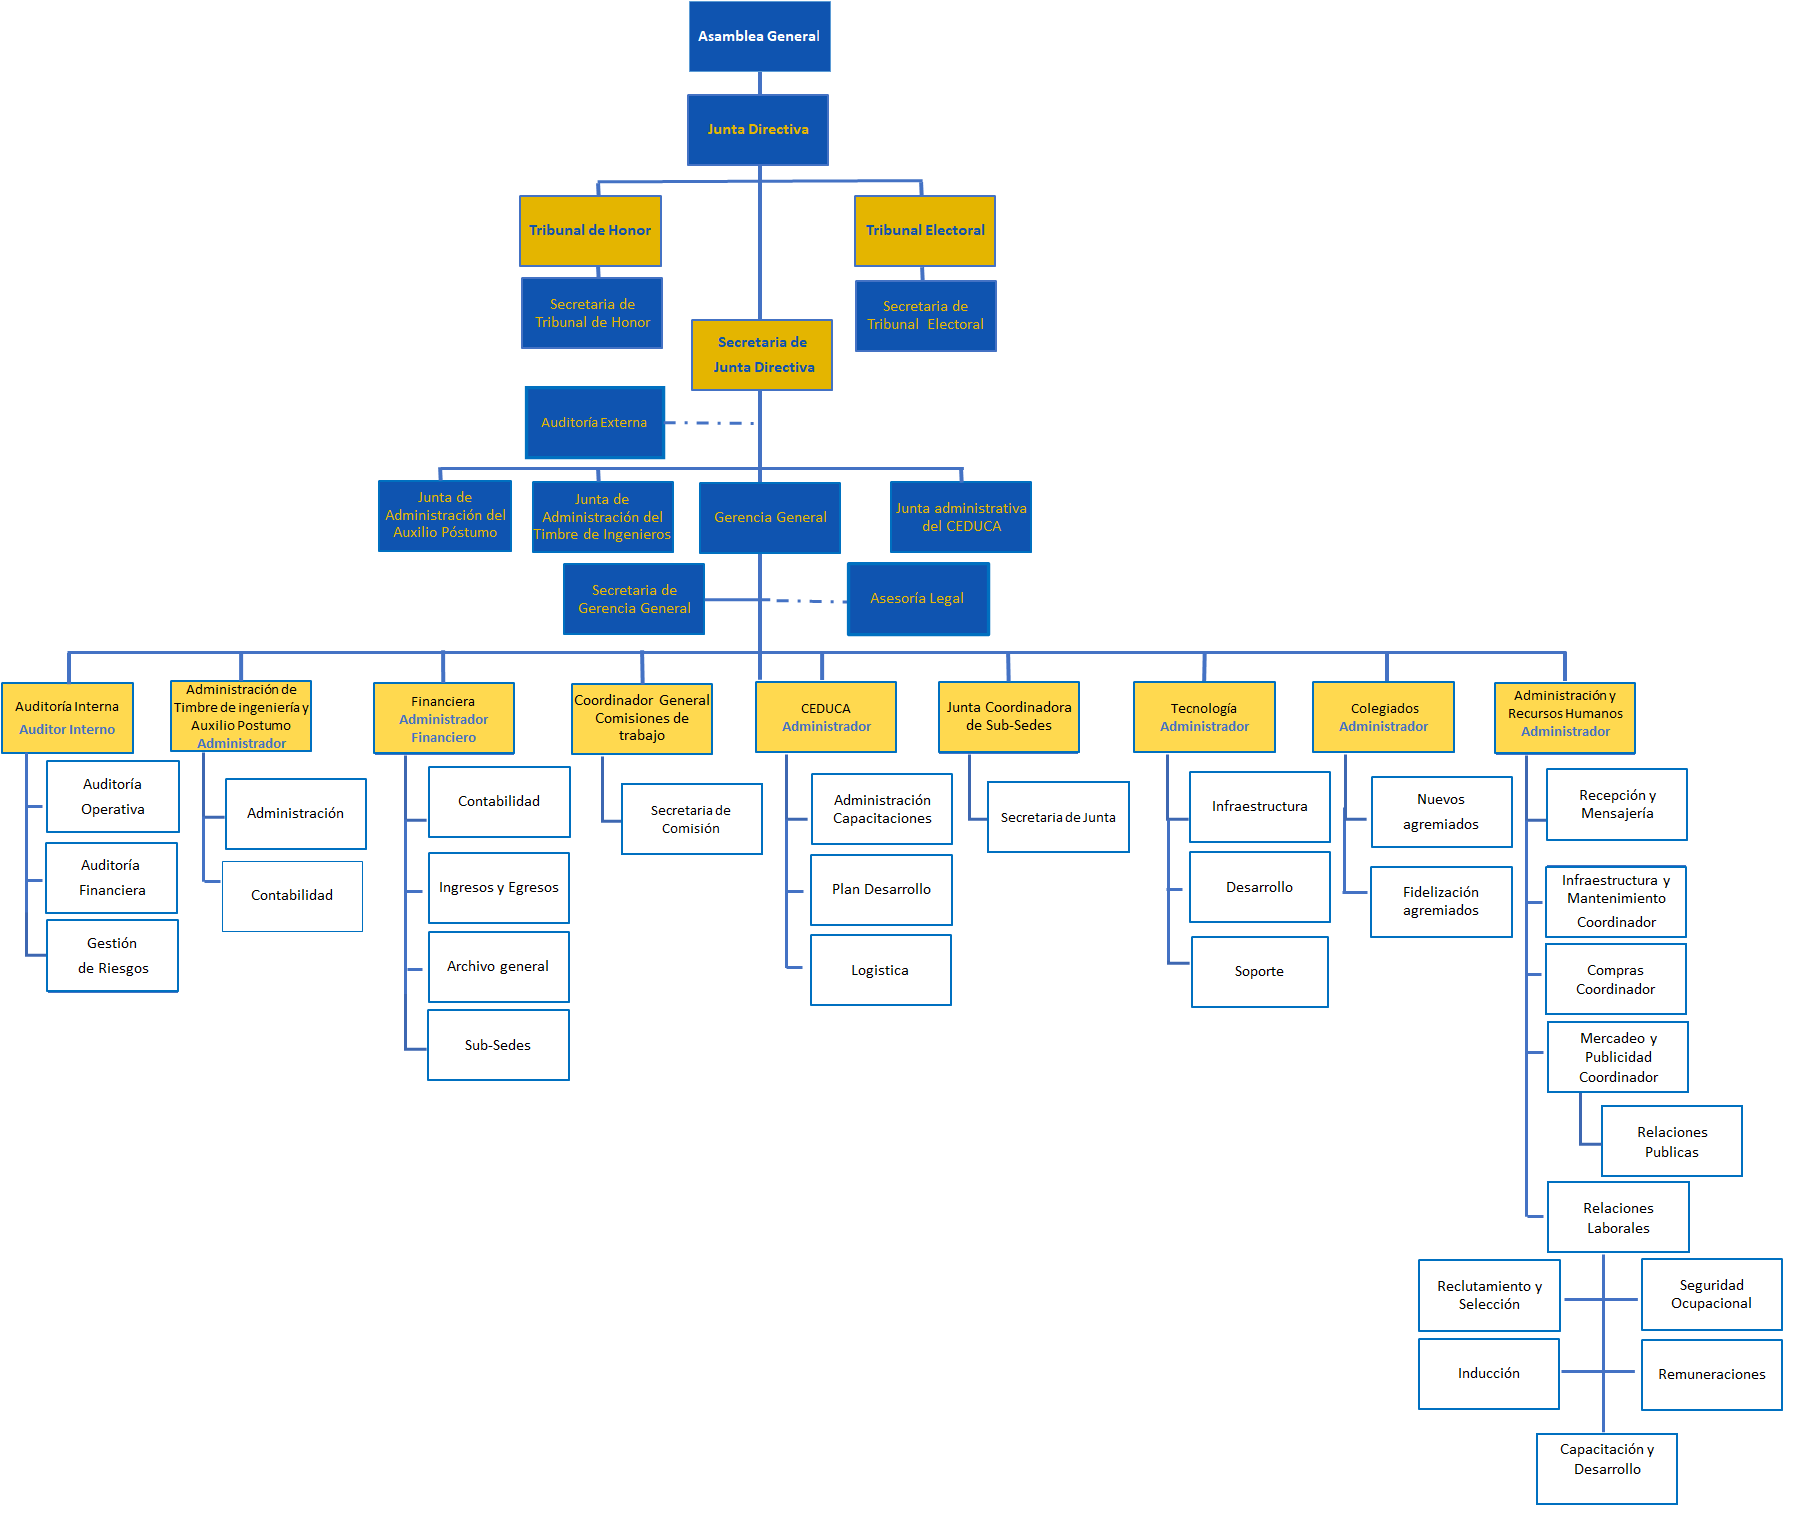 Asamblea General
Junta Directiva
Tribunal de Honor
Tribunal Electoral
Secretaria de
Tribunal de Honor
Secretaria de
Tribunal Electoral
Secretaria de
Junta Directiva
Auditoría Externa
Junta de
Administración del
Auxilio Póstumo
Junta de
Administración del
Timbre de Ingenieros
Gerencia General
Junta administrativa
del CEDUCA
Secretaria de
Gerencia General
Asesoría Legal
Auditoría Interna
Auditor Interno
Administración de
Timbre de ingeniería y
Auxilio Postumo
Administrador
Financiera
Administrador
Financiero
Coordinador General
Comisiones de
trabajo
CEDUCA
Administrador
Junta Coordinadora
de Sub-Sedes
Tecnología
Administrador
Colegiados
Administrador
Administración y
Recursos Humanos
Administrador
Auditoría
Operativa
Auditoría
Financiera
Gestión
de Riesgos
Administración
Contabilidad
Contabilidad
Ingresos y Egresos
Archivo general
Sub-Sedes
Secretaria de
Comisión
Administración
Capacitaciones
Plan Desarrollo
Logistica
Secretaria de Junta
Infraestructura
Desarrollo
Soporte
Nuevos
agremiados
Fidelización
agremiados
Recepción y
Mensajería
Infraestructura y
Mantenimiento
Coordinador
Compras
Coordinador
Mercadeo y
Publicidad
Coordinador
Relaciones
Publicas
Relaciones
Laborales
Reclutamiento y
Selección
Seguridad
Ocupacional
Inducción
Remuneraciones
Capacitación y
Desarrollo